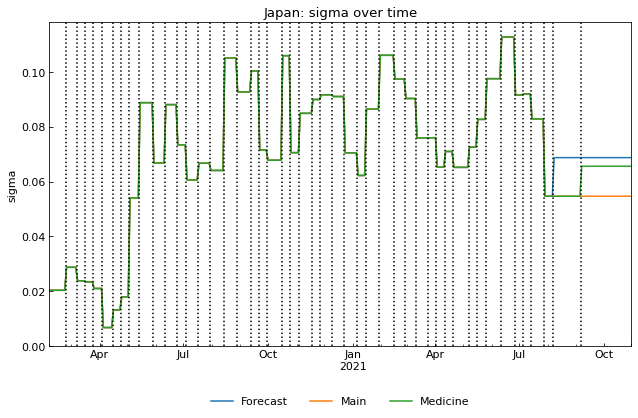 Japan: sigma over time
0.10
0.08
0.06
0.04
0.02
0.00
sigma
Apr Jul Oct Jan Apr Jul Oct
2021
Forecast Main Medicine